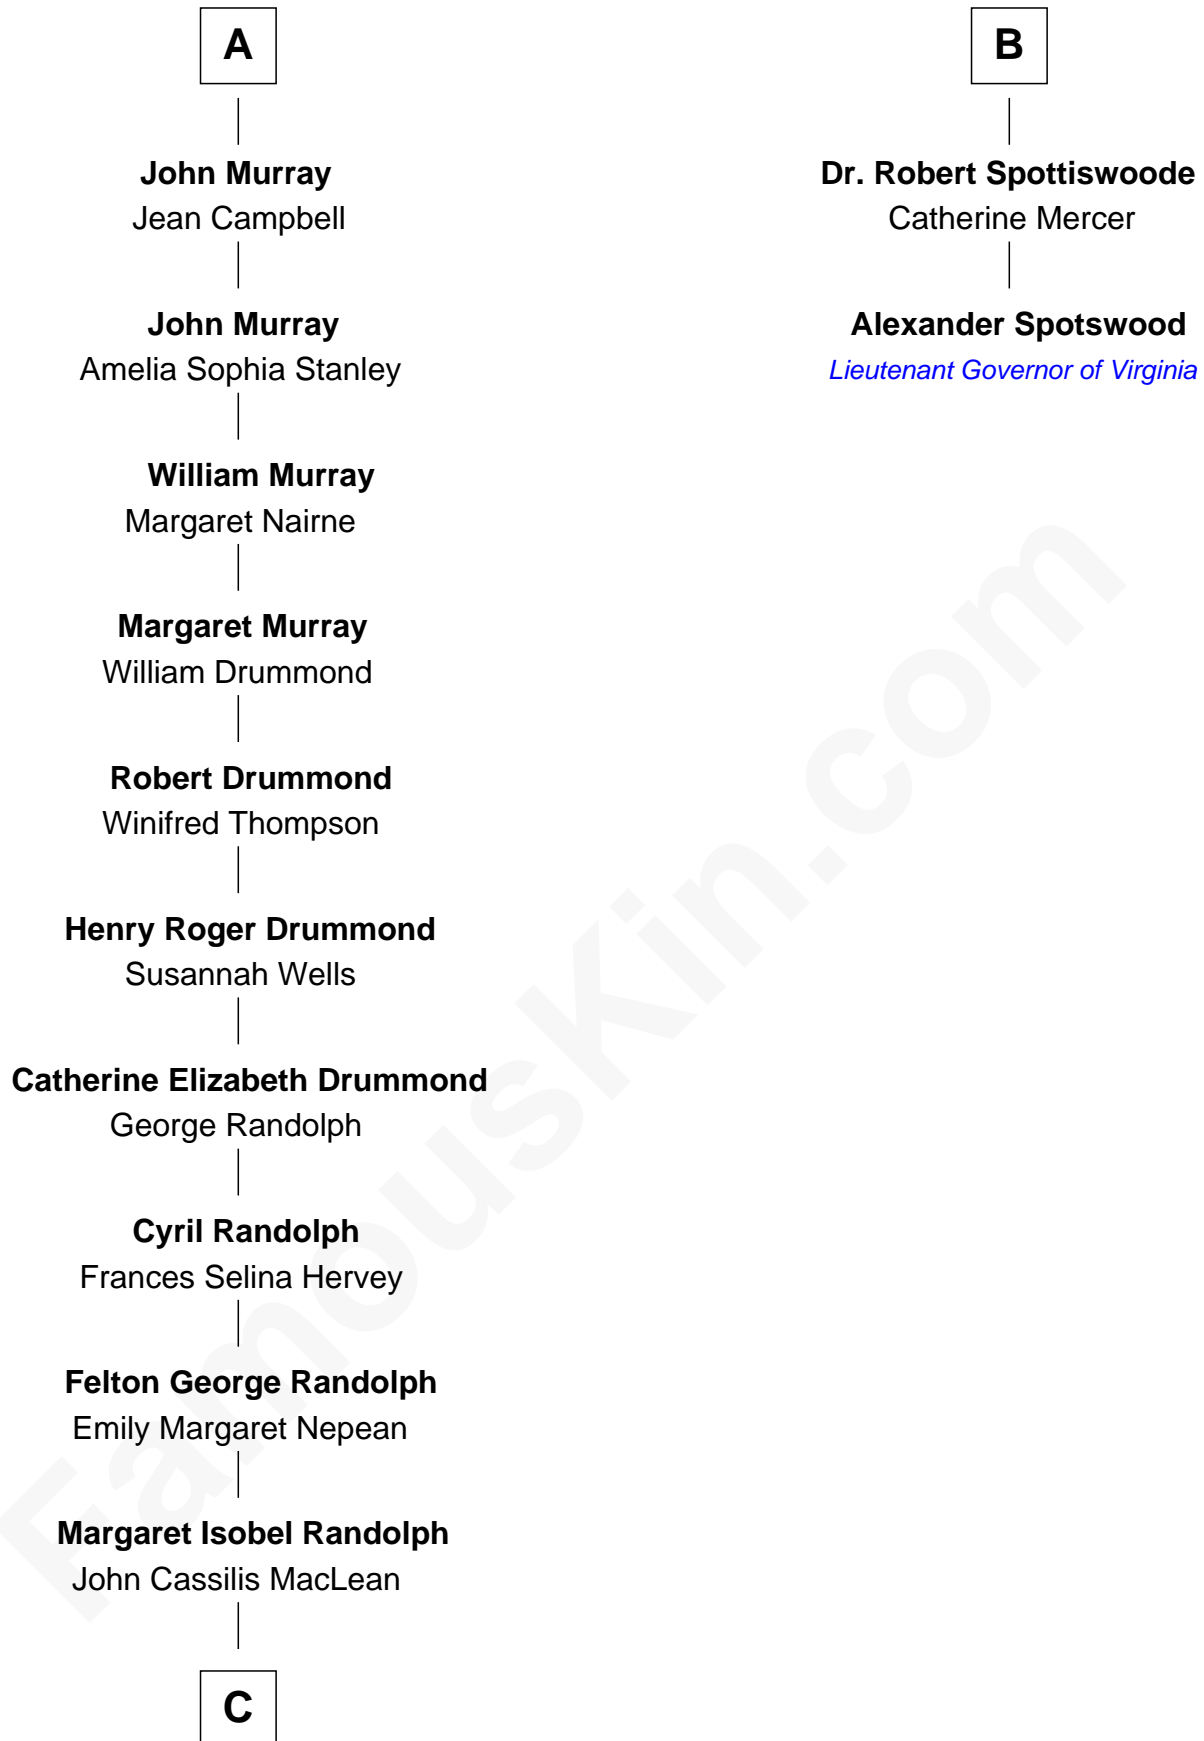 A
John Murray
Jean Campbell
John Murray
Amelia Sophia Stanley
William Murray
Margaret Nairne
Margaret Murray
William Drummond
Robert Drummond
Winifred Thompson
Henry Roger Drummond
Susannah Wells
Catherine Elizabeth Drummond
George Randolph
Cyril Randolph
Frances Selina Hervey
Felton George Randolph
Emily Margaret Nepean
Margaret Isobel Randolph
John Cassilis MacLean
C
B
Dr. Robert Spottiswoode
Catherine Mercer
Alexander Spotswood
Lieutenant Governor of Virginia
FamousKin.com